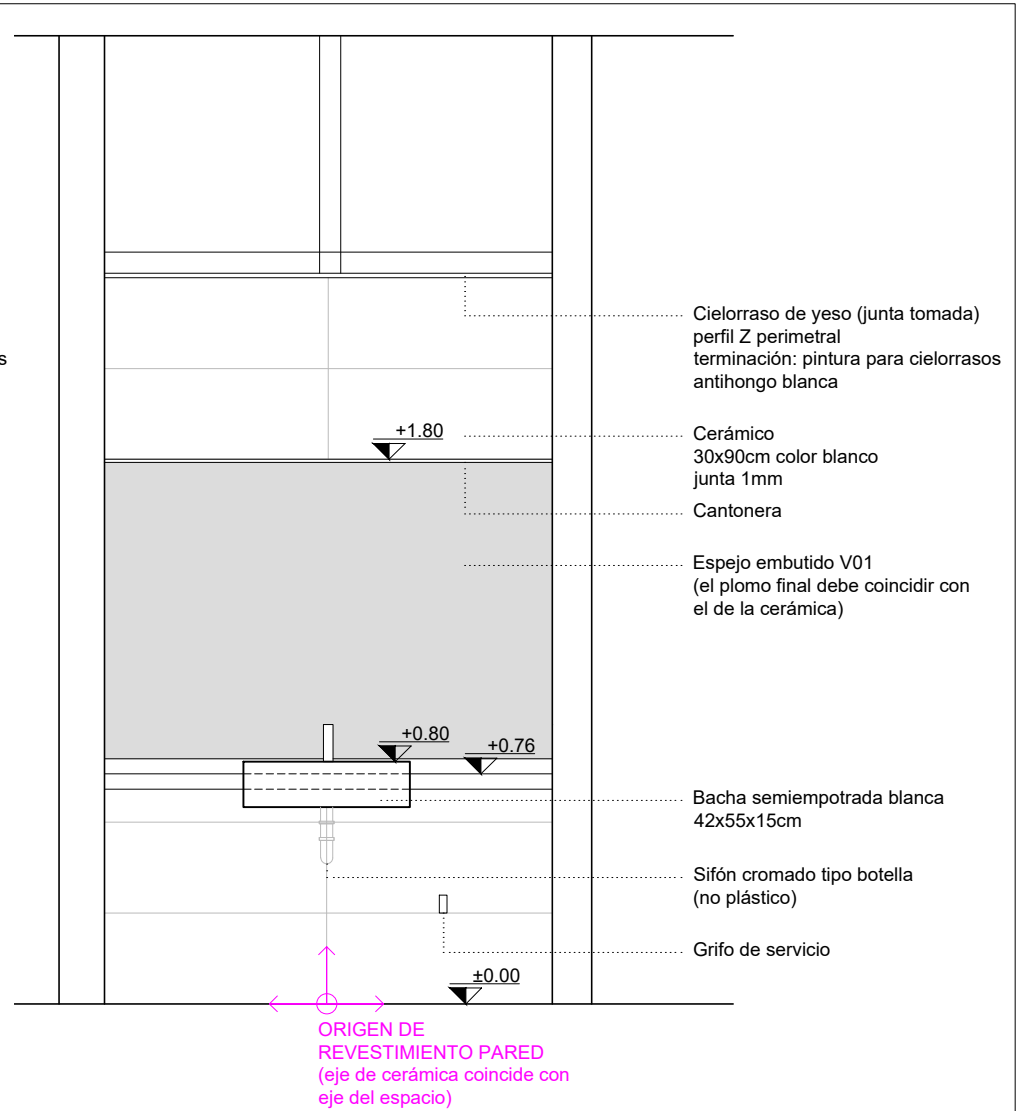 s
Cielorraso de yeso (junta tomada)
perfil Z perimetral
terminación: pintura para cielorrasos
antihongo blanca
+1.80
Cerámico
30x90cm color blanco
junta 1mm
Cantonera
Espejo embutido V01
(el plomo final debe coincidir con
el de la cerámica)
+0.80
+0.76
Bacha semiempotrada blanca
42x55x15cm
Sifón cromado tipo botella
(no plástico)
Grifo de servicio
±0.00
ORIGEN DE
REVESTIMIENTO PARED
(eje de cerámica coincide con
eje del espacio)